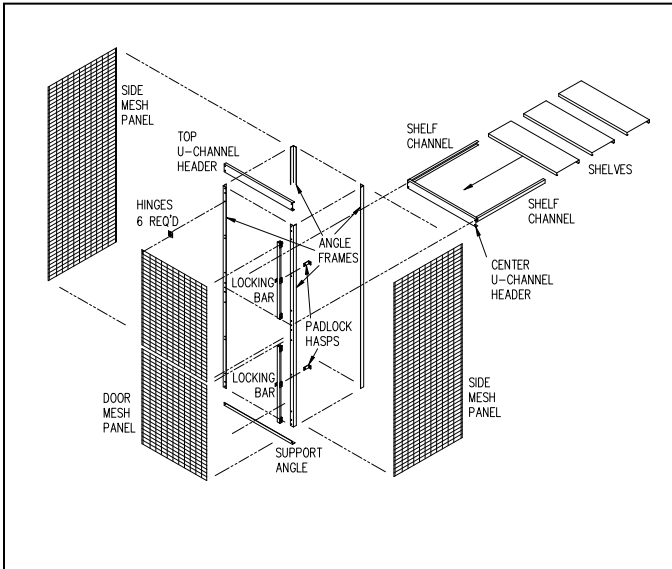 SIDE
MESH
PANEL
TOP
U-CHANNEL
HEADER
SHELF
CHANNEL
SHELVES
SHELF
CHANNEL
HINGES
6 REQ'D
ANGLE
FRAMES
CENTER
U-CHANNEL
HEADER
LOCKING
BAR
PADLOCK
HASPS
LOCKING
BAR
SIDE
MESH
PANEL
DOOR
MESH
PANEL
SUPPORT
ANGLE